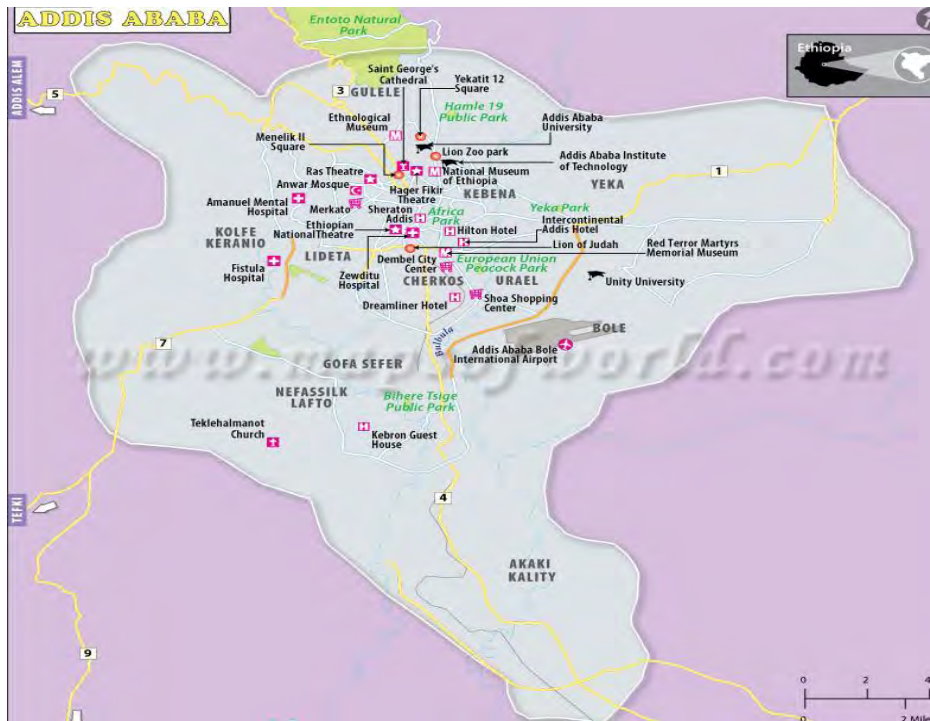 ADDIS ABABA
Entoto Natural
Park
Ethiopia
ADDIS ALEM
5
3
GULELE
Saint George's
Cathedral
Yekatit 12
Square
Hamle 19
Public Park
Ethnological
Museum
M
Addis Ababa
University
Menelik II
Square
Lion Zoo park
Addis Ababa Institute
of Technology
Ras Theatre
M
National Museum
of Ethiopia
1
Anwar Mosque
Hager Fikir
Theatre
KEBENA
YEKA
Amanuel Mental
Hospital
Merkato
Sheraton
Addis
H
Africa
Park
Yeka Park
Intercontinental
Addis Hotel
KOLFE
KERANIO
Ethiopian
NationalTheatre
H
Hilton Hotel
H
Lion of Judah
Red Terror Martyrs
Memorial Museum
LIDETA
Dembel City
Center
M
European Union
Peacock Park
Fistula
Hospital
Zewditu
Hospital
CHERKOS
URAEL
Unity University
Dreamliner Hotel
H
Shoa Shopping
Center
Bulbula
BOLE
7
Addis Ababa Bole
International Airport
GOFA SEFER
NEFASSILK
LAFTO
Bihere Tsige
Public Park
Teklehalmanot
Church
H
Kebron Guest
House
TEFKI
4
AKAKI
KALITY
9
0
2
4
0
2 Mile